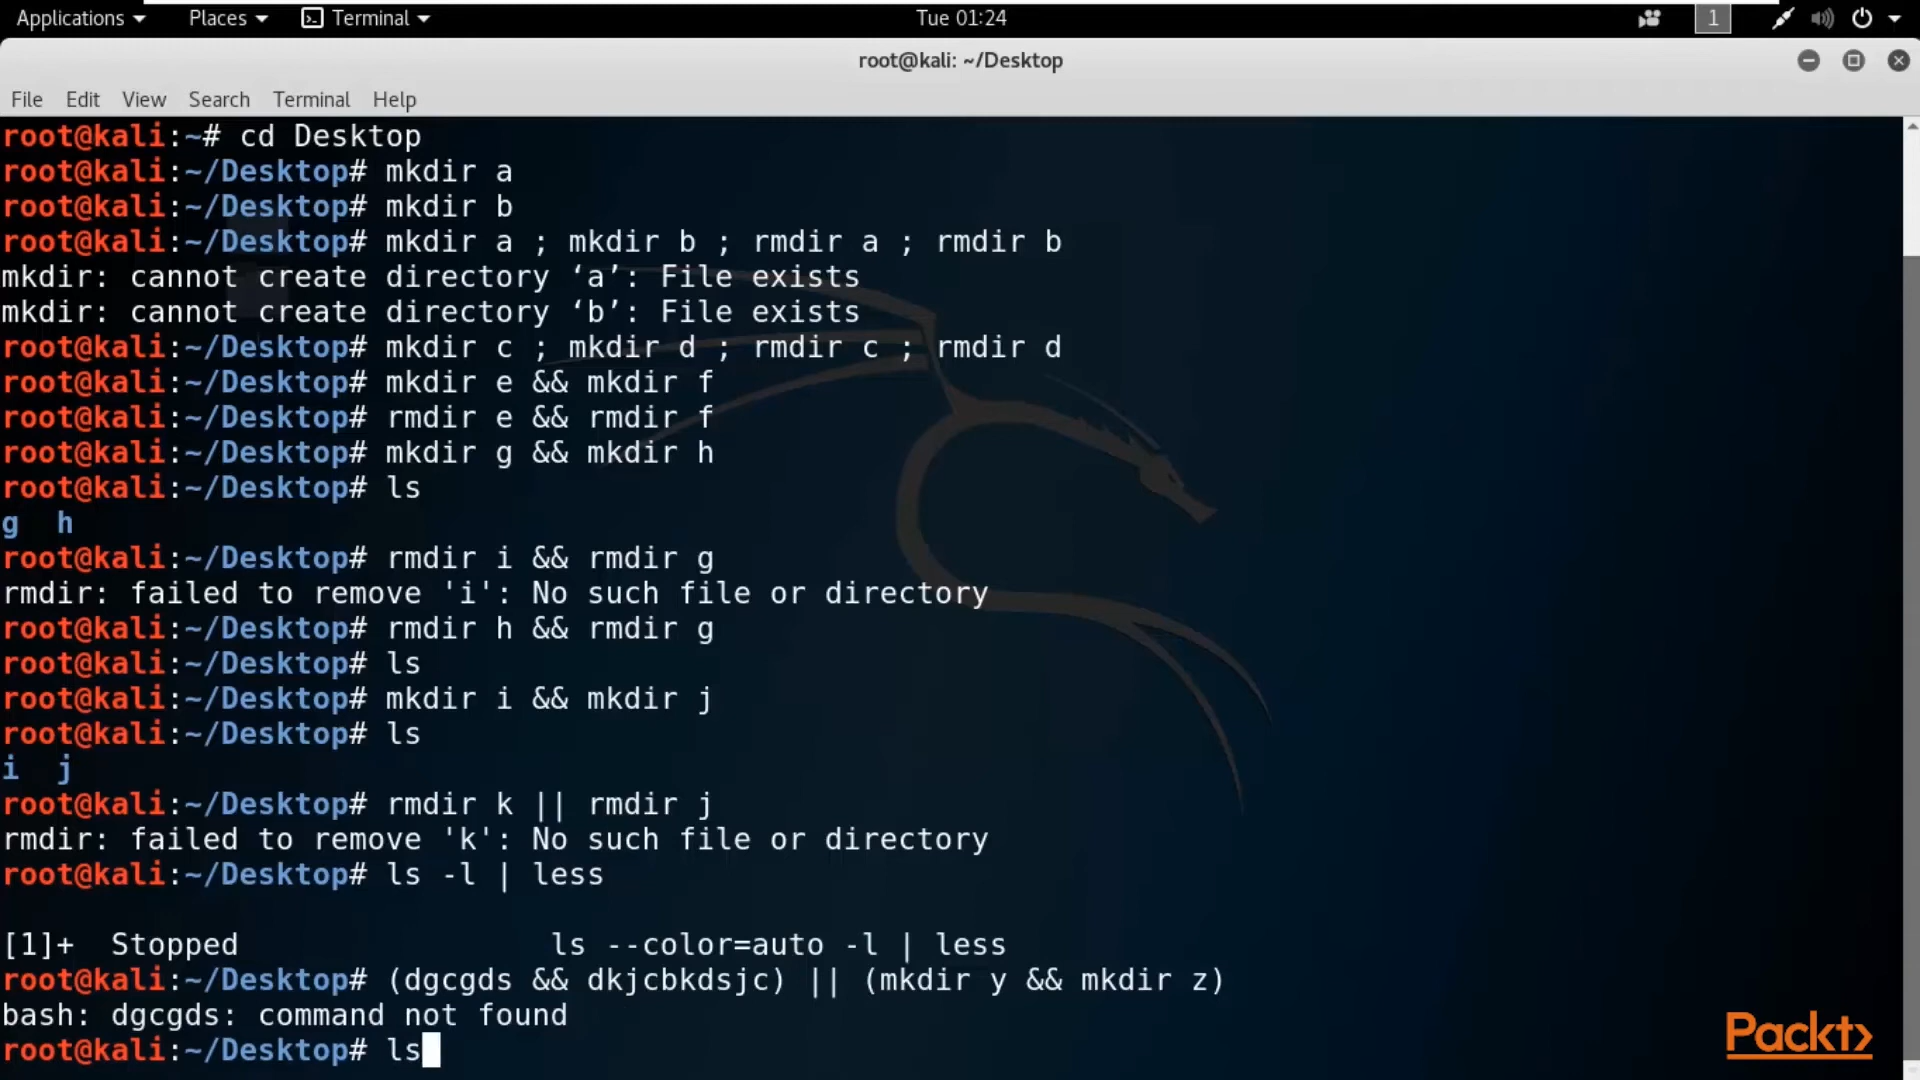 Applications Places Terminal Tue 01:24 1
root@kali: ~/Desktop
File Edit View Search Terminal Help
root@kali:~# cd Desktop
root@kali:~/Desktop# mkdir a
root@kali:~/Desktop# mkdir b
root@kali:~/Desktop# mkdir a ; mkdir b ; rmdir a ; rmdir b
mkdir: cannot create directory ‘a’: File exists
mkdir: cannot create directory ‘b’: File exists
root@kali:~/Desktop# mkdir c ; mkdir d ; rmdir c ; rmdir d
root@kali:~/Desktop# mkdir e && mkdir f
root@kali:~/Desktop# rmdir e && rmdir f
root@kali:~/Desktop# mkdir g && mkdir h
root@kali:~/Desktop# ls
g  h
root@kali:~/Desktop# rmdir i && rmdir g
rmdir: failed to remove 'i': No such file or directory
root@kali:~/Desktop# rmdir h && rmdir g
root@kali:~/Desktop# ls
root@kali:~/Desktop# mkdir i && mkdir j
root@kali:~/Desktop# ls
i  j
root@kali:~/Desktop# rmdir k || rmdir j
rmdir: failed to remove 'k': No such file or directory
root@kali:~/Desktop# ls -l | less
[1]+  Stopped                 ls --color=auto -l | less
root@kali:~/Desktop# (dgcgds && dkjcbkdsjc) || (mkdir y && mkdir z)
bash: dgcgds: command not found
root@kali:~/Desktop# ls
Packt>